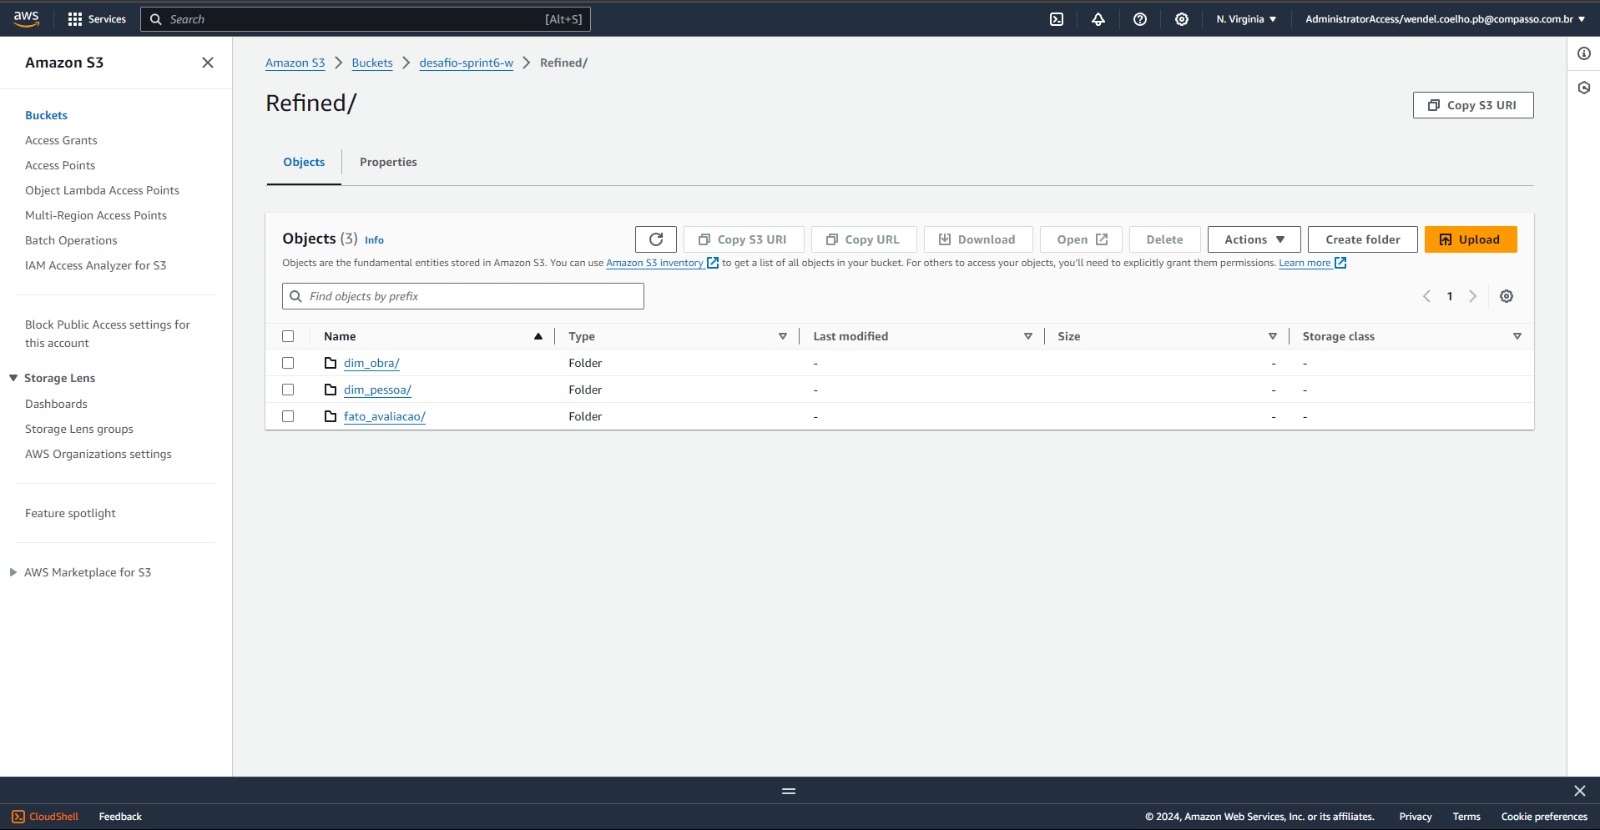 aws Services Search [Alt+S] N. Virginia AdministratorAccess/wendel.coelho.pb@compasso.com.br
Amazon S3
Buckets
Access Grants
Access Points
Object Lambda Access Points
Multi-Region Access Points
Batch Operations
IAM Access Analyzer for S3
Block Public Access settings for
this account
Storage Lens
Dashboards
Storage Lens groups
AWS Organizations settings
Feature spotlight
AWS Marketplace for S3
Amazon S3 Buckets desafio-sprint6-w Refined/
Refined/
Copy S3 URI
Objects Properties
Objects (3) Info Copy S3 URI Copy URL Download Open Delete Actions Create folder Upload
Objects are the fundamental entities stored in Amazon S3. You can use Amazon S3 inventory to get a list of all objects in your bucket. For others to access your objects, you'll need to explicitly grant them permissions. Learn more
Find objects by prefix 1
Name Type Last modified Size Storage class
dim_obra/ Folder - - -
dim_pessoa/ Folder - - -
fato_avaliacao/ Folder - - -
CloudShell Feedback © 2024, Amazon Web Services, Inc. or its affiliates. Privacy Terms Cookie preferences